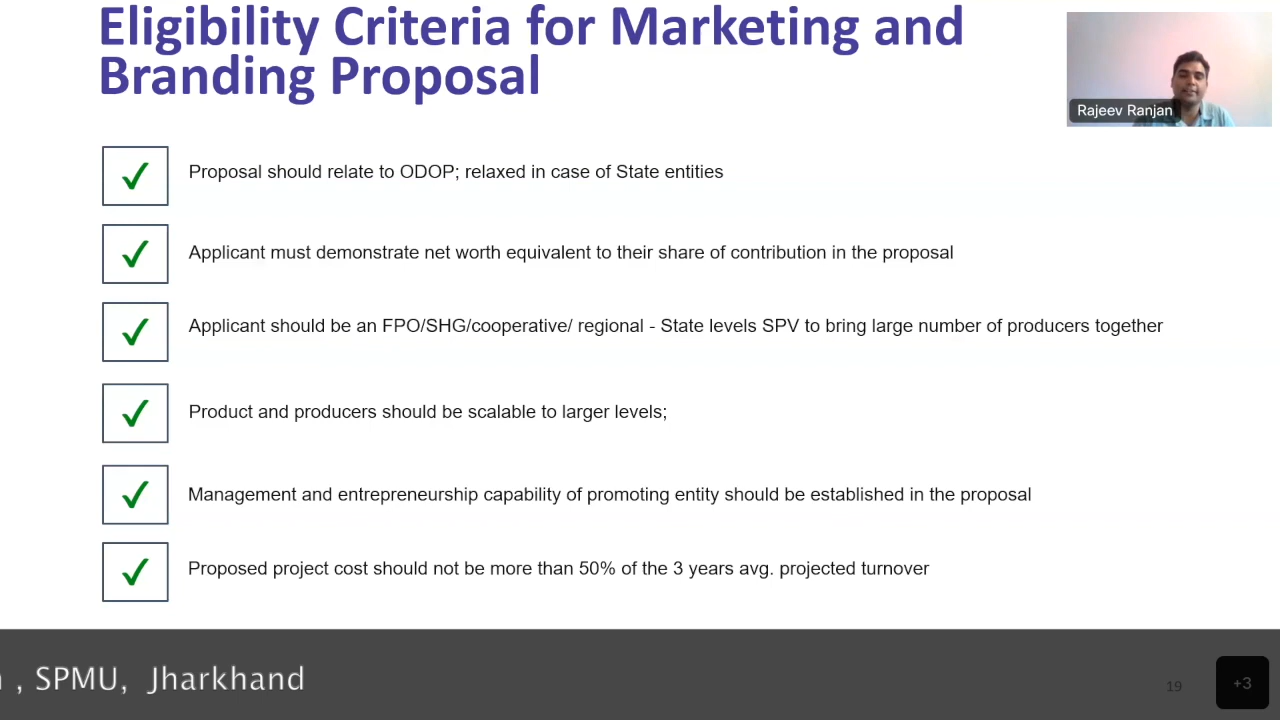 Eligibility Criteria for Marketing and
Branding Proposal
Rajeev Ranjan
Proposal should relate to ODOP; relaxed in case of State entities
Applicant must demonstrate net worth equivalent to their share of contribution in the proposal
Applicant should be an FPO/SHG/cooperative/ regional - State levels SPV to bring large number of producers together
Product and producers should be scalable to larger levels;
Management and entrepreneurship capability of promoting entity should be established in the proposal
Proposed project cost should not be more than 50% of the 3 years avg. projected turnover
, SPMU, Jharkhand
19
+3